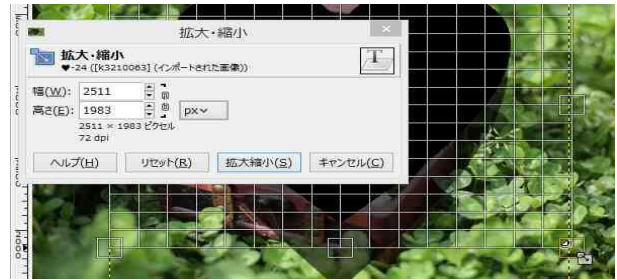 拡大・縮小
拡大・縮小
♥-24 ([k3210063] (インポートされた画像))
幅(W): 2511
高さ(E): 1983 px
2511 × 1983 ピクセル
72 dpi
ヘルプ(H) リセット(R) 拡大縮小(S) キャンセル(C)